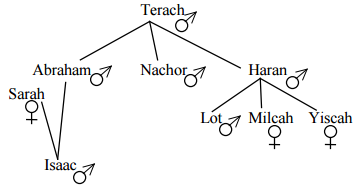 Terach
Abraham Nachor Haran
Sarah
Lot Milcah Yiscah
Isaac